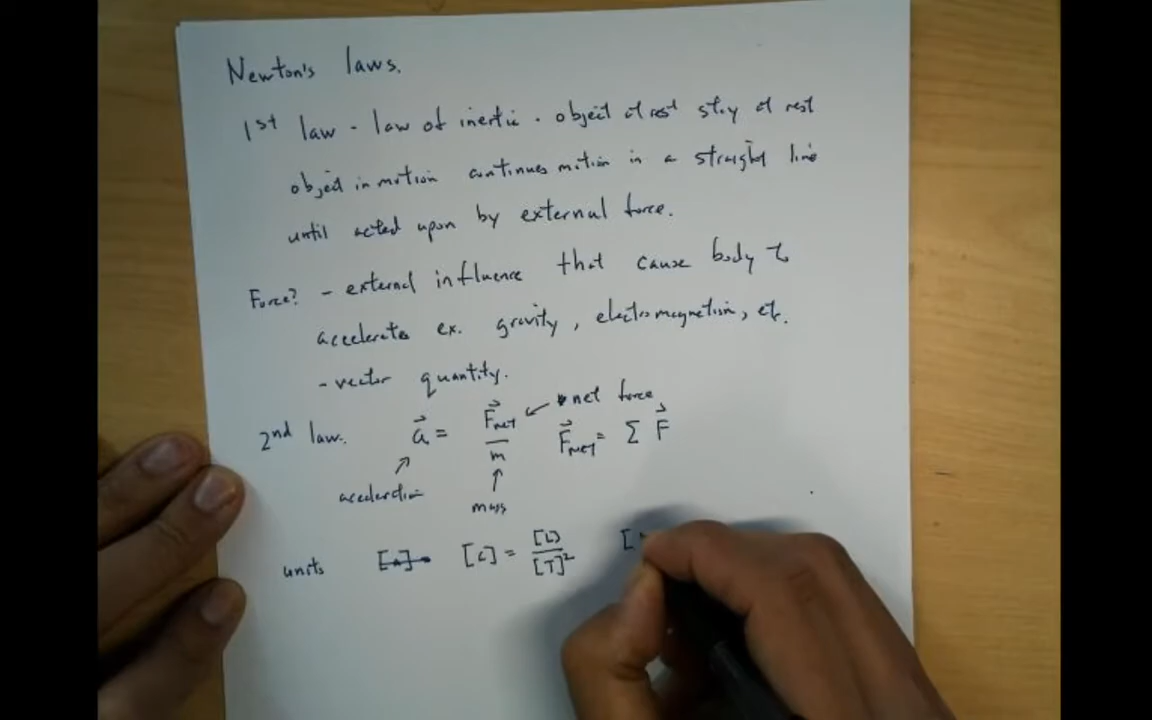 Newton's laws.
1st law - law of inertia. object at rest stay at rest
object in motion continues motion in a straight line
until acted upon by external force.
Force? - external influence that cause body to
accelerates ex. gravity, electromagnetism, etc.
- vector quantity.
net force
2nd law. a⃗ = F⃗net / m F⃗net = Σ F⃗
acceleration mass
units [a] = [L] / [T]² [